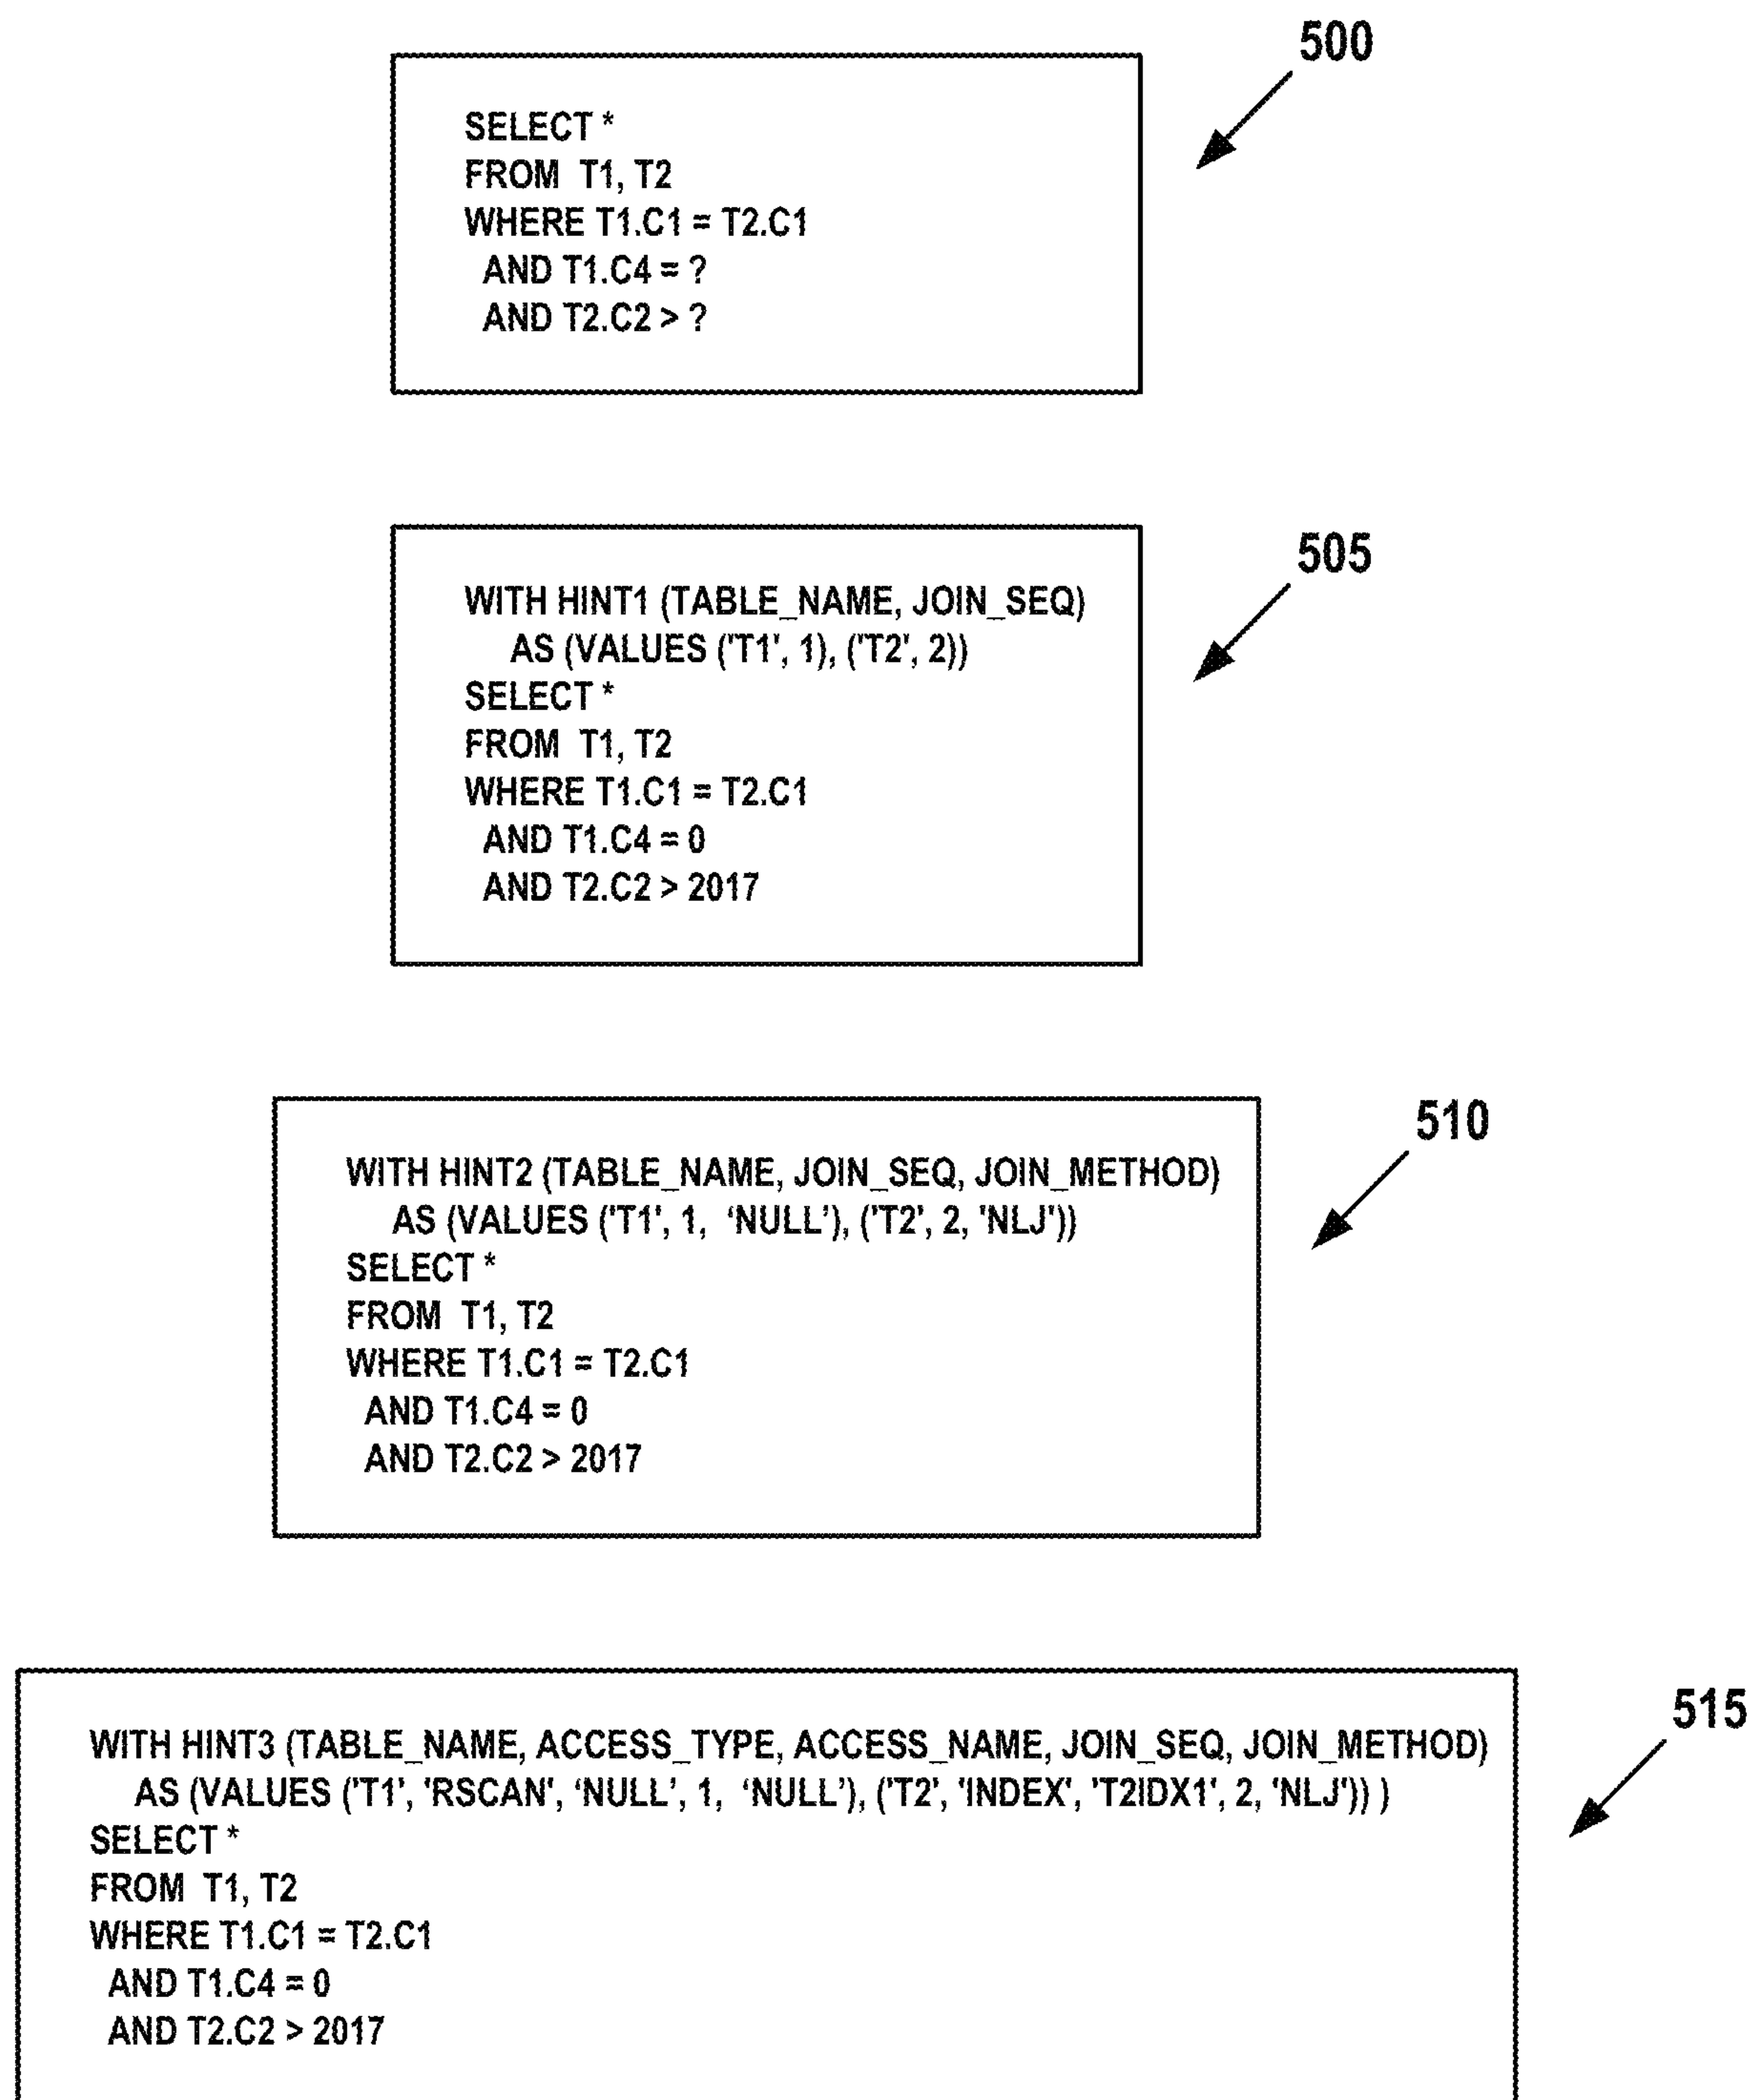 500
SELECT *
FROM T1, T2
WHERE T1.C1 = T2.C1
AND T1.C4 = ?
AND T2.C2 > ?
505
WITH HINT1 (TABLE_NAME, JOIN_SEQ)
AS (VALUES ('T1', 1), ('T2', 2))
SELECT *
FROM T1, T2
WHERE T1.C1 = T2.C1
AND T1.C4 = 0
AND T2.C2 > 2017
510
WITH HINT2 (TABLE_NAME, JOIN_SEQ, JOIN_METHOD)
AS (VALUES ('T1', 1, ‘NULL’), ('T2', 2, 'NLJ'))
SELECT *
FROM T1, T2
WHERE T1.C1 = T2.C1
AND T1.C4 = 0
AND T2.C2 > 2017
515
WITH HINT3 (TABLE_NAME, ACCESS_TYPE, ACCESS_NAME, JOIN_SEQ, JOIN_METHOD)
AS (VALUES ('T1', 'RSCAN', ‘NULL’, 1, ‘NULL’), ('T2', 'INDEX', 'T2IDX1', 2, 'NLJ')) )
SELECT *
FROM T1, T2
WHERE T1.C1 = T2.C1
AND T1.C4 = 0
AND T2.C2 > 2017